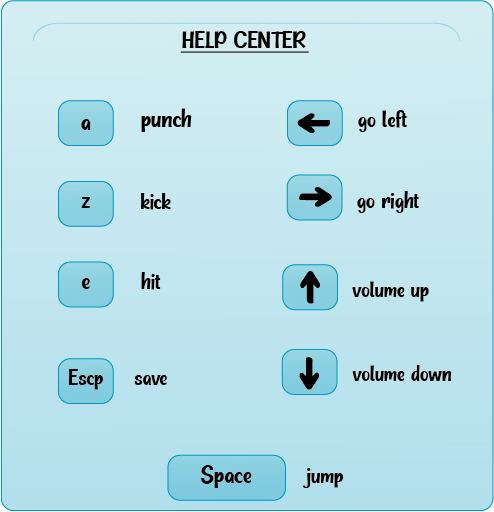 HELP CENTER
a punch
← go left
z kick
→ go right
e hit
↑ volume up
Escp save
↓ volume down
Space jump